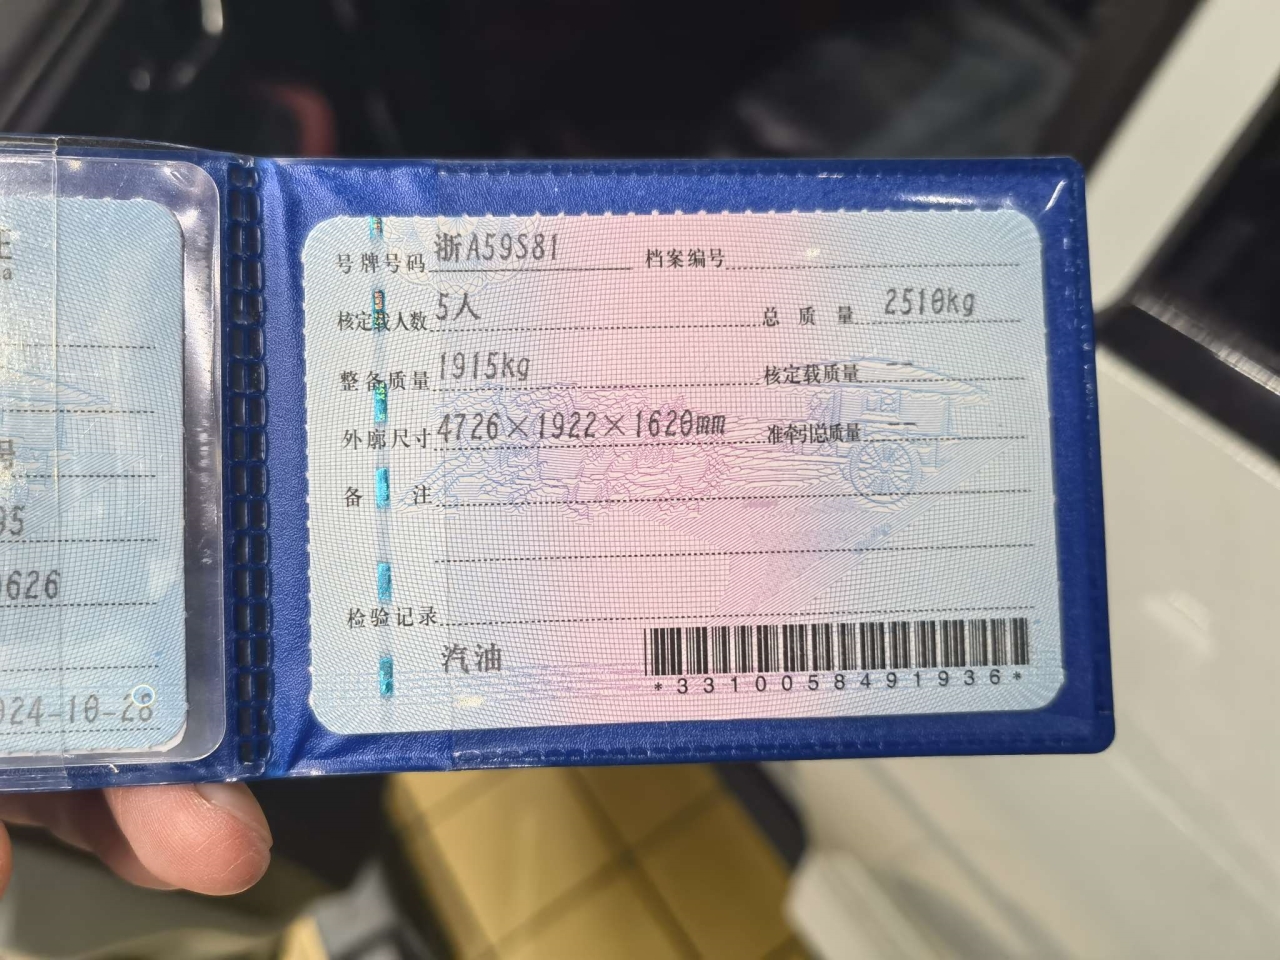 证
a
号
95
0626
024-10-28
号牌号码 浙A59S81 档案编号
核定载人数 5人 总质量 2510kg
整备质量 1915kg 核定载质量 --
外廓尺寸 4726×1922×1620mm 准牵引总质量 --
备注
检验记录
汽油
*3310058491936*